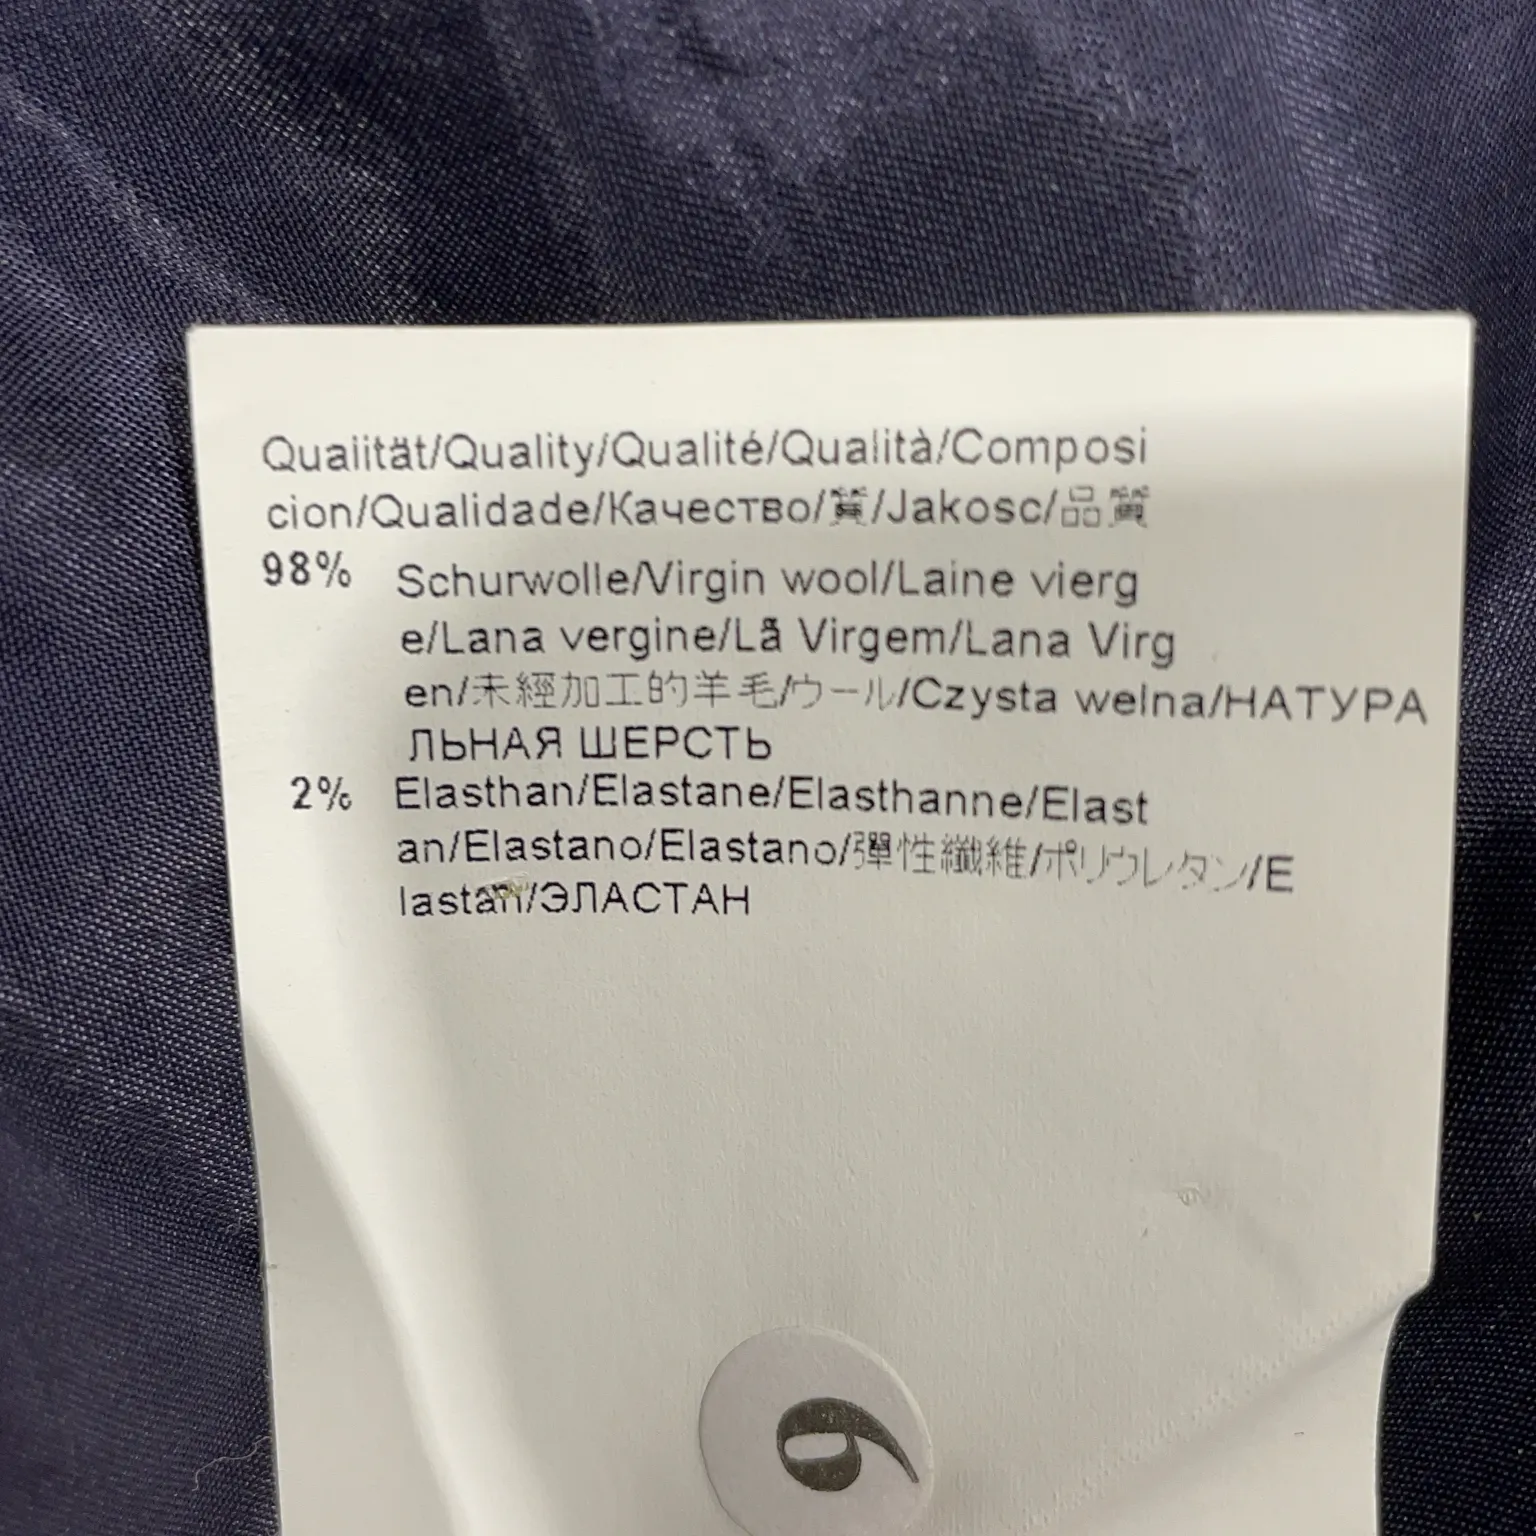 Qualität/Quality/Qualité/Qualità/Composi
cion/Qualidade/Качество/質/Jakosc/品質
98% Schurwolle/Virgin wool/Laine vierg
e/Lana vergine/Lã Virgem/Lana Virg
en/未經加工的羊毛/ウール/Czysta welna/НАТУРА
ЛЬНАЯ ШЕРСТЬ
2% Elasthan/Elastane/Elasthanne/Elast
an/Elastano/Elastano/彈性纖維/ポリウレタン/E
lastan/ЭЛАСТАН
6